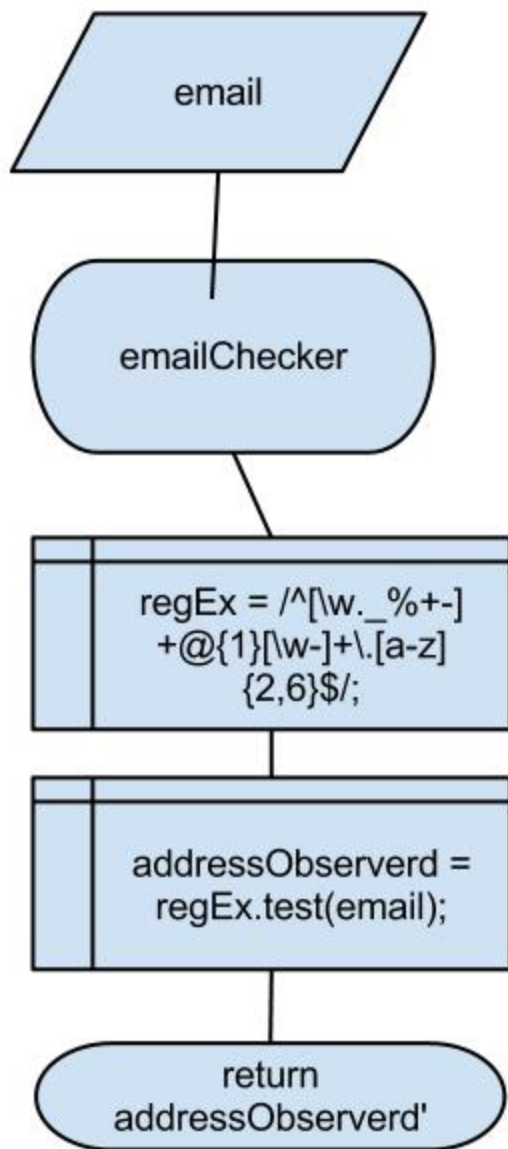 email
emailChecker
regEx = /^[\w._%+-]
+@{1}[\w-]+\.[a-z]
{2,6}$/;
addressObserverd =
regEx.test(email);
return
addressObserverd'